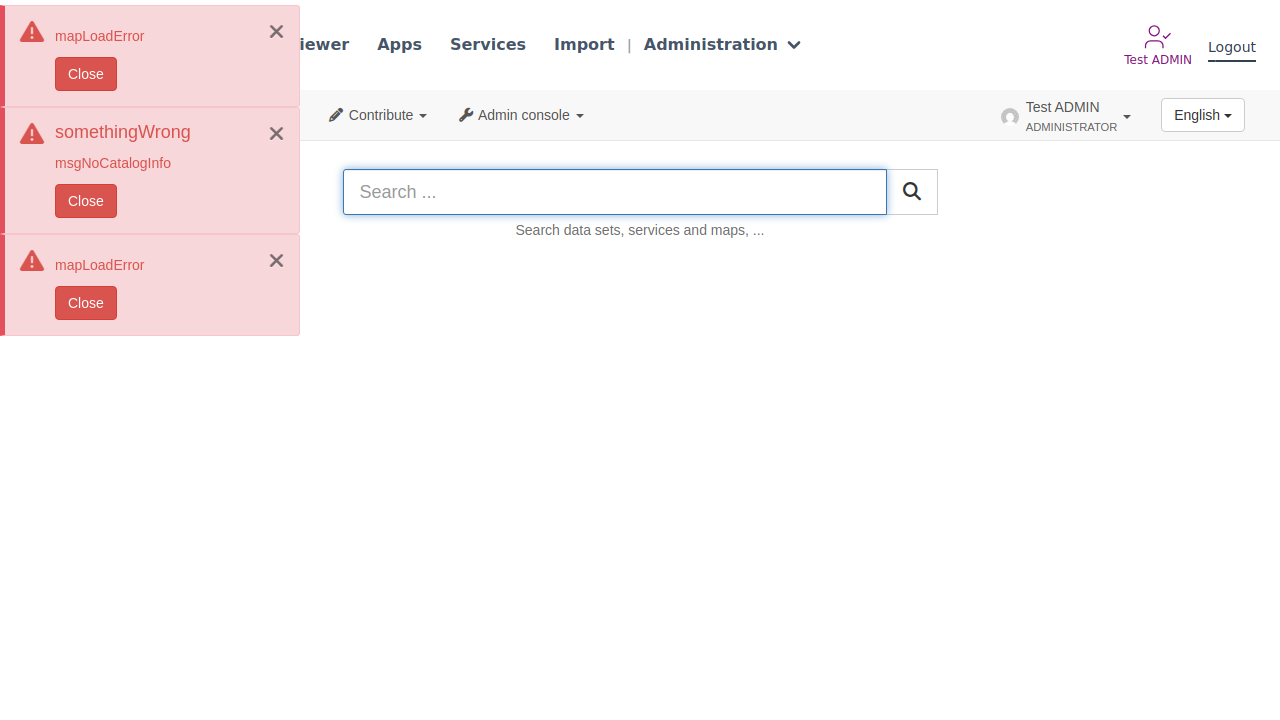 mapLoadError
Close
somethingWrong
msgNoCatalogInfo
Close
mapLoadError
Close
Apps Services Import | Administration
Test ADMIN
Logout
Contribute Admin console
Test ADMIN
ADMINISTRATOR
English
Search ...
Search data sets, services and maps, ...